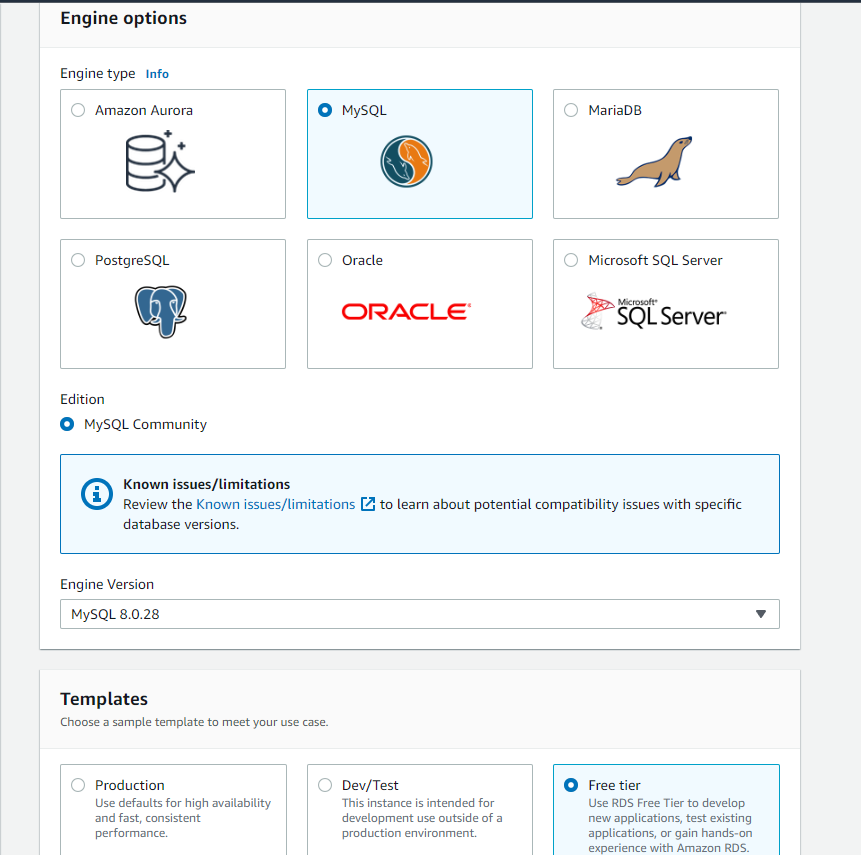 Engine options
Engine type Info
Amazon Aurora
MySQL
MariaDB
PostgreSQL
Oracle
Microsoft SQL Server
ORACLE®
Microsoft®
SQL Server®
Edition
MySQL Community
Known issues/limitations
Review the Known issues/limitations to learn about potential compatibility issues with specific
database versions.
Engine Version
MySQL 8.0.28
Templates
Choose a sample template to meet your use case.
Production
Use defaults for high availability
and fast, consistent
performance.
Dev/Test
This instance is intended for
development use outside of a
production environment.
Free tier
Use RDS Free Tier to develop
new applications, test existing
applications, or gain hands-on
experience with Amazon RDS.